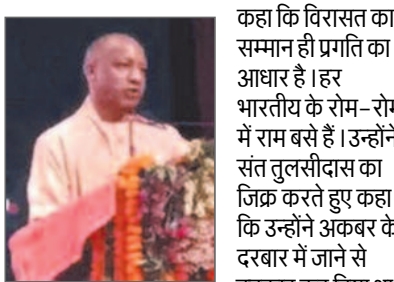 कहा कि विरासत का
सम्मान ही प्रगति का
आधार है।हर
भारतीय के रोम-रोम
में राम बसे हैं।उन्होंने
संत तुलसीदास का
जिक्र करते हुए कहा
कि उन्होंने अकबर के
दरबार में जाने से